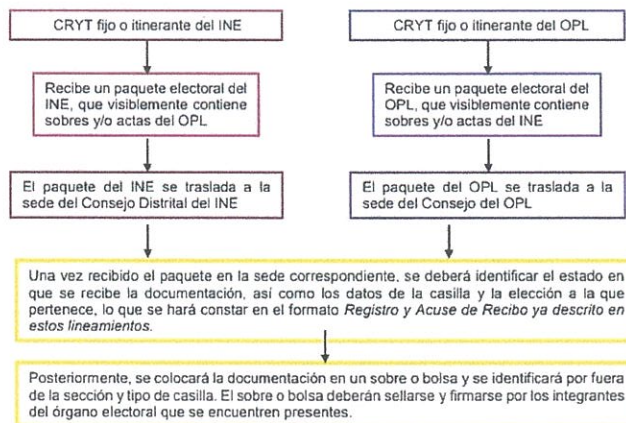 CRYT fijo o itinerante del INE
CRYT fijo o itinerante del OPL
Recibe un paquete electoral del
INE, que visiblemente contiene
sobres y/o actas del OPL
Recibe un paquete electoral del
OPL, que visiblemente contiene
sobres y/o actas del INE
El paquete del INE se traslada a la
sede del Consejo Distrital del INE
El paquete del OPL se traslada a la
sede del Consejo del OPL
Una vez recibido el paquete en la sede correspondiente, se deberá identificar el estado en
que se recibe la documentación, así como los datos de la casilla y la elección a la que
pertenece, lo que se hará constar en el formato Registro y Acuse de Recibo ya descrito en
estos lineamientos.
Posteriormente, se colocará la documentación en un sobre o bolsa y se identificará por fuera
de la sección y tipo de casilla. El sobre o bolsa deberán sellarse y firmarse por los integrantes
del órgano electoral que se encuentren presentes.